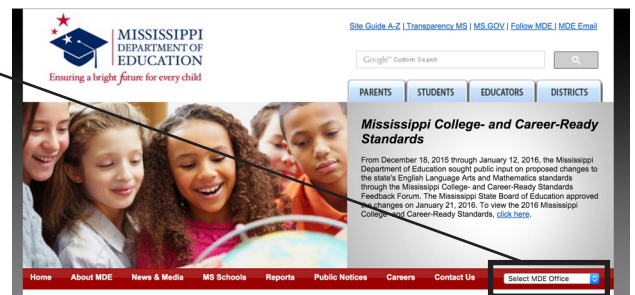 MISSISSIPPI
DEPARTMENT OF
EDUCATION
Ensuring a bright future for every child
Site Guide A-Z | Transparency MS | MS.GOV | Follow MDE | MDE Email
Google™ Custom Search
PARENTS STUDENTS EDUCATORS DISTRICTS
Mississippi College- and Career-Ready
Standards
From December 18, 2015 through January 12, 2016, the Mississippi
Department of Education sought public input on proposed changes to
the state's English Language Arts and Mathematics standards
through the Mississippi College- and Career-Ready Standards
Feedback Forum. The Mississippi State Board of Education approved
the changes on January 21, 2016. To view the 2016 Mississippi
College- and Career-Ready Standards, click here.
Home About MDE News & Media MS Schools Reports Public Notices Careers Contact Us Select MDE Office